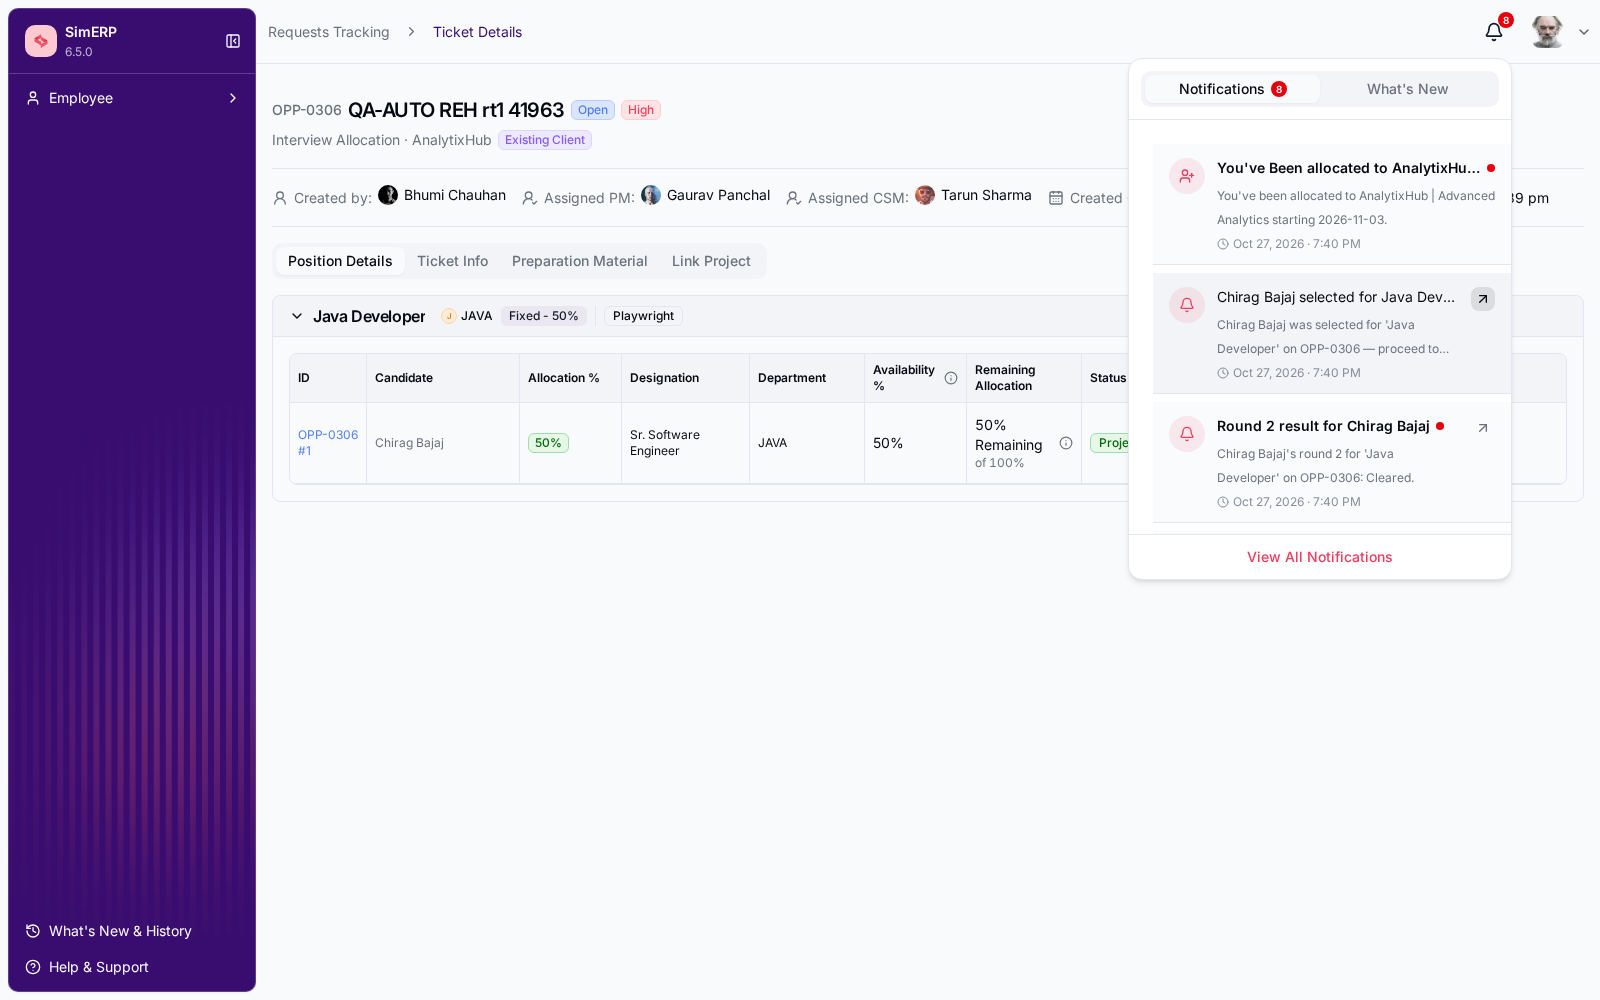 SimERP
6.5.0
Employee
What's New & History
Help & Support
Requests Tracking
Ticket Details
8
OPP-0306 QA-AUTO REH rt1 41963 Open High
Interview Allocation · AnalytixHub Existing Client
Created by: Bhumi Chauhan Assigned PM: Gaurav Panchal Assigned CSM: Tarun Sharma Created
pm
Position Details Ticket Info Preparation Material Link Project
Java Developer J JAVA Fixed - 50% Playwright
ID Candidate Allocation % Designation Department Availability % Remaining Allocation Status
OPP-0306 #1 Chirag Bajaj 50% Sr. Software Engineer JAVA 50% 50% Remaining of 100%
Notifications 8 What's New
You've Been allocated to AnalytixHu...
You've been allocated to AnalytixHub | Advanced
Analytics starting 2026-11-03.
Oct 27, 2026 · 7:40 PM
Chirag Bajaj selected for Java Dev...
Chirag Bajaj was selected for 'Java
Developer' on OPP-0306 — proceed to...
Oct 27, 2026 · 7:40 PM
Round 2 result for Chirag Bajaj
Chirag Bajaj's round 2 for 'Java
Developer' on OPP-0306: Cleared.
Oct 27, 2026 · 7:40 PM
View All Notifications